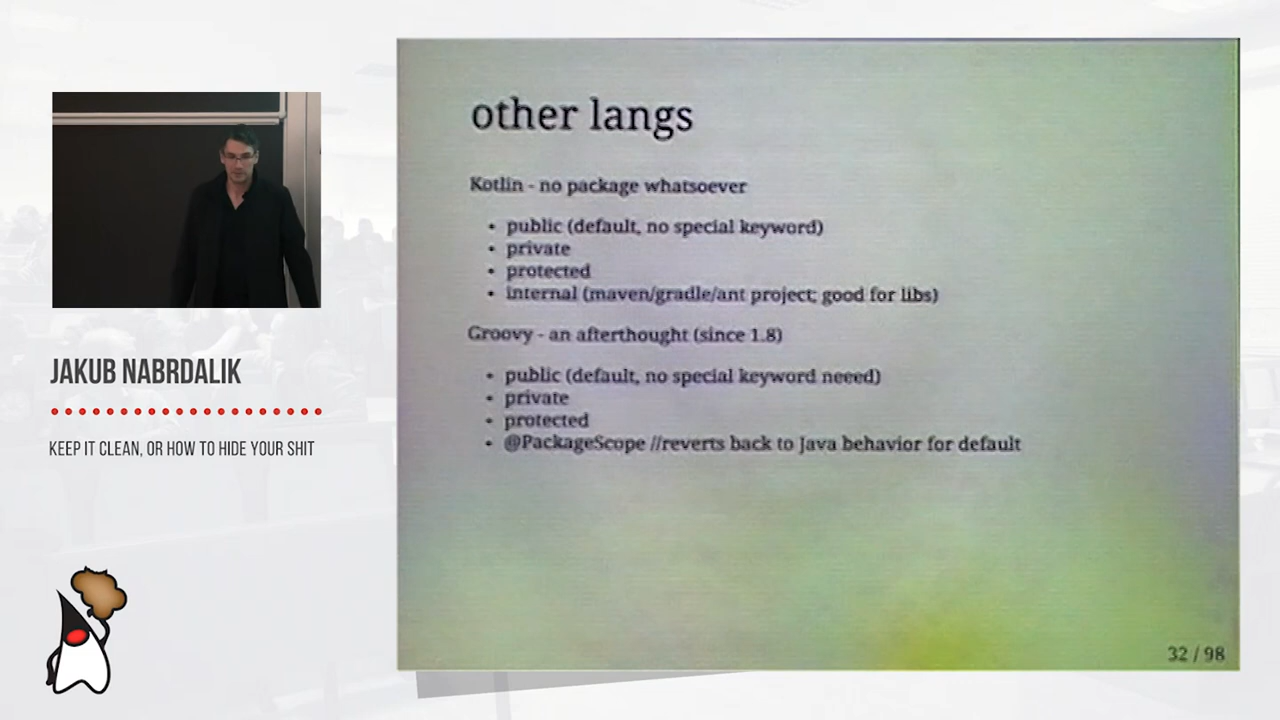 JAKUB NABRDALIK
KEEP IT CLEAN, OR HOW TO HIDE YOUR SHIT
other langs
Kotlin - no package whatsoever
• public (default, no special keyword)
• private
• protected
• internal (maven/gradle/ant project; good for libs)
Groovy - an afterthought (since 1.8)
• public (default, no special keyword neeed)
• private
• protected
• @PackageScope //reverts back to Java behavior for default
32 / 98